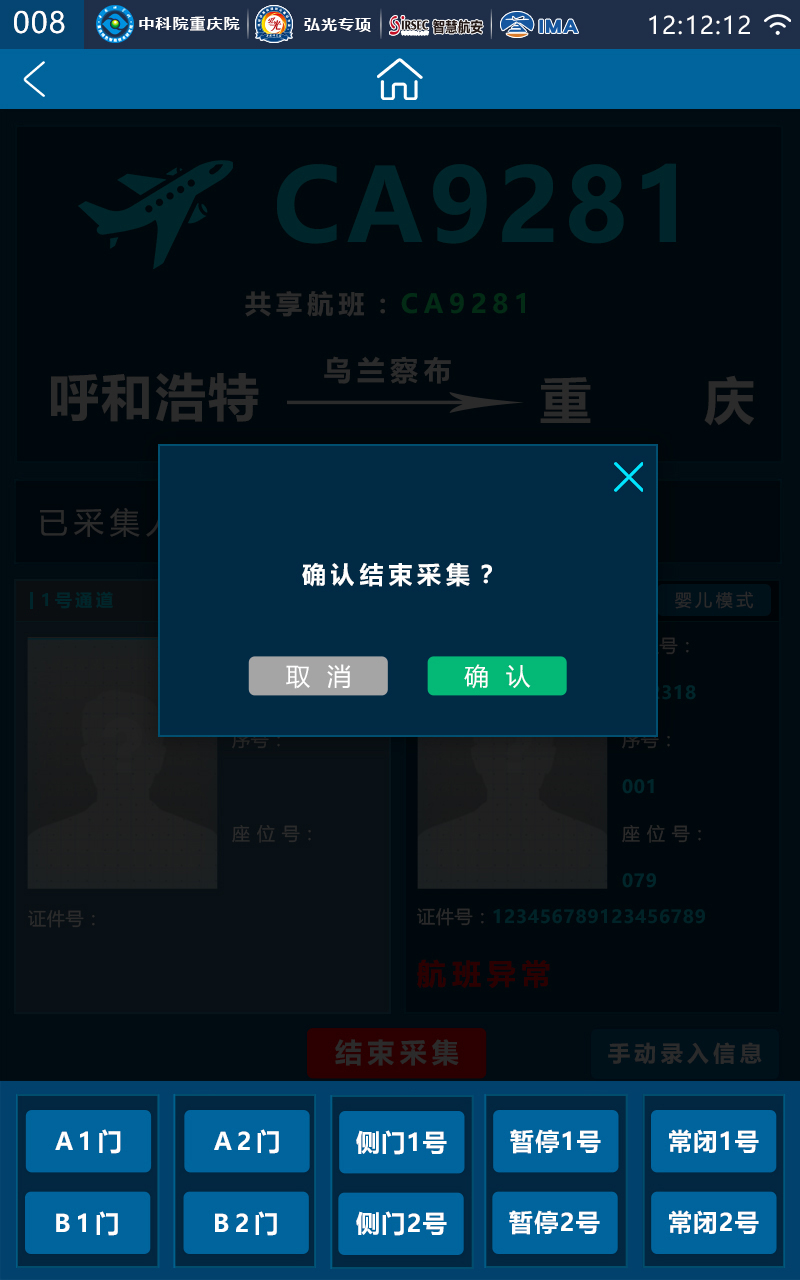 008 中科院重庆院 弘光专项 SiRSEC 智慧航安 IMA 12:12:12
CA9281
共享航班：CA9281
呼和浩特 乌兰察布 重 庆
已采集
确认结束采集？
取 消 确 认
1号通道 婴儿模式
号：
2318
序号： 序号：
001
座位号： 座位号：
079
证件号： 证件号：123456789123456789
航班异常
结束采集 手动录入信息
A1门 A2门 侧门1号 暂停1号 常闭1号
B1门 B2门 侧门2号 暂停2号 常闭2号